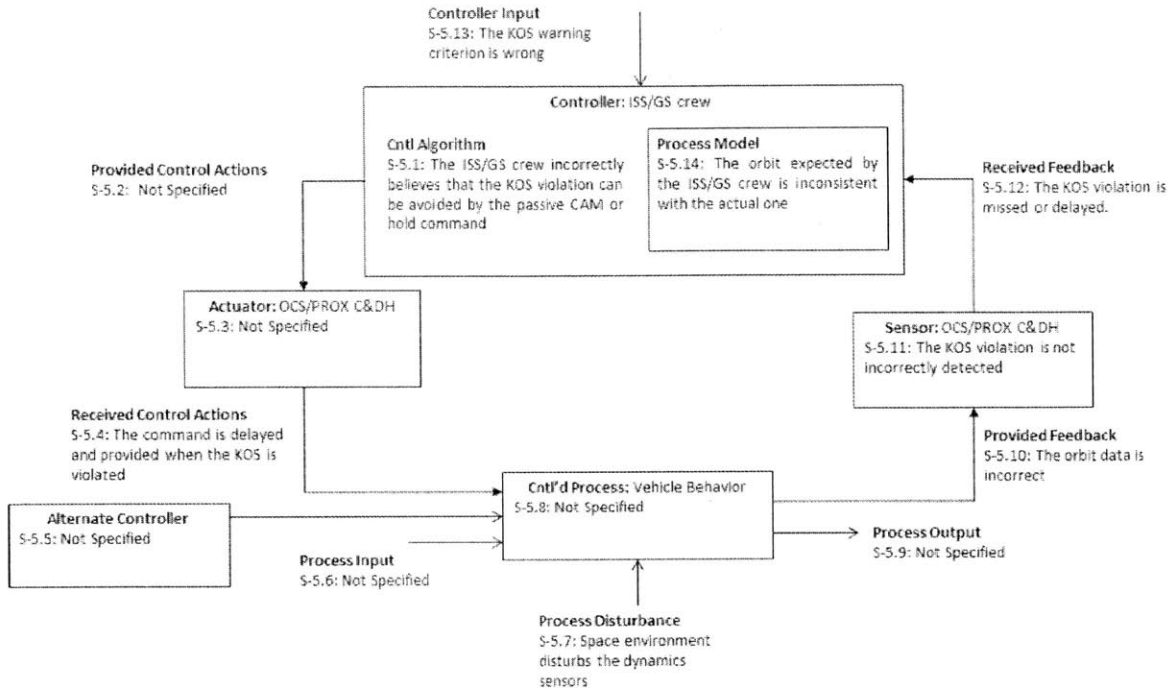 Controller Input
S-5.13: The KOS warning
criterion is wrong
Controller: ISS/GS crew
Cntl Algorithm
S-5.1: The ISS/GS crew incorrectly
believes that the KOS violation can
be avoided by the passive CAM or
hold command
Process Model
S-5.14: The orbit expected by
the ISS/GS crew is inconsistent
with the actual one
Provided Control Actions
S-5.2: Not Specified
Received Feedback
S-5.12: The KOS violation is
missed or delayed.
Actuator: OCS/PROX C&DH
S-5.3: Not Specified
Sensor: OCS/PROX C&DH
S-5.11: The KOS violation is not
incorrectly detected
Received Control Actions
S-5.4: The command is delayed
and provided when the KOS is
violated
Provided Feedback
S-5.10: The orbit data is
incorrect
Cntl'd Process: Vehicle Behavior
S-5.8: Not Specified
Alternate Controller
S-5.5: Not Specified
Process Input
S-5.6: Not Specified
Process Output
S-5.9: Not Specified
Process Disturbance
S-5.7: Space environment
disturbs the dynamics
sensors